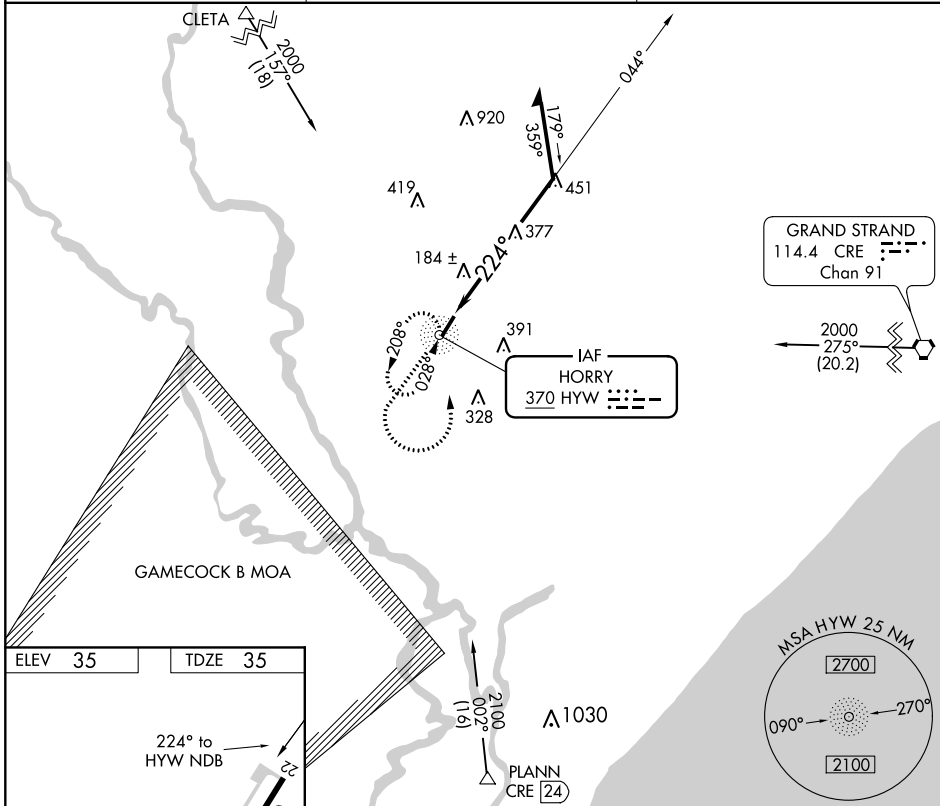 CLETA
2000
157°
(18)
044°
920
179°
359°
419
451
377
184 ±
224°
GRAND STRAND
114.4 CRE
Chan 91
2000
275°
(20.2)
391
208°
028°
IAF
HORRY
370 HYW
328
GAMECOCK B MOA
MSA HYW 25 NM
2700
090°
270°
2100
ELEV 35
TDZE 35
2100
002°
(16)
1030
224° to
HYW NDB
22
PLANN
CRE 24